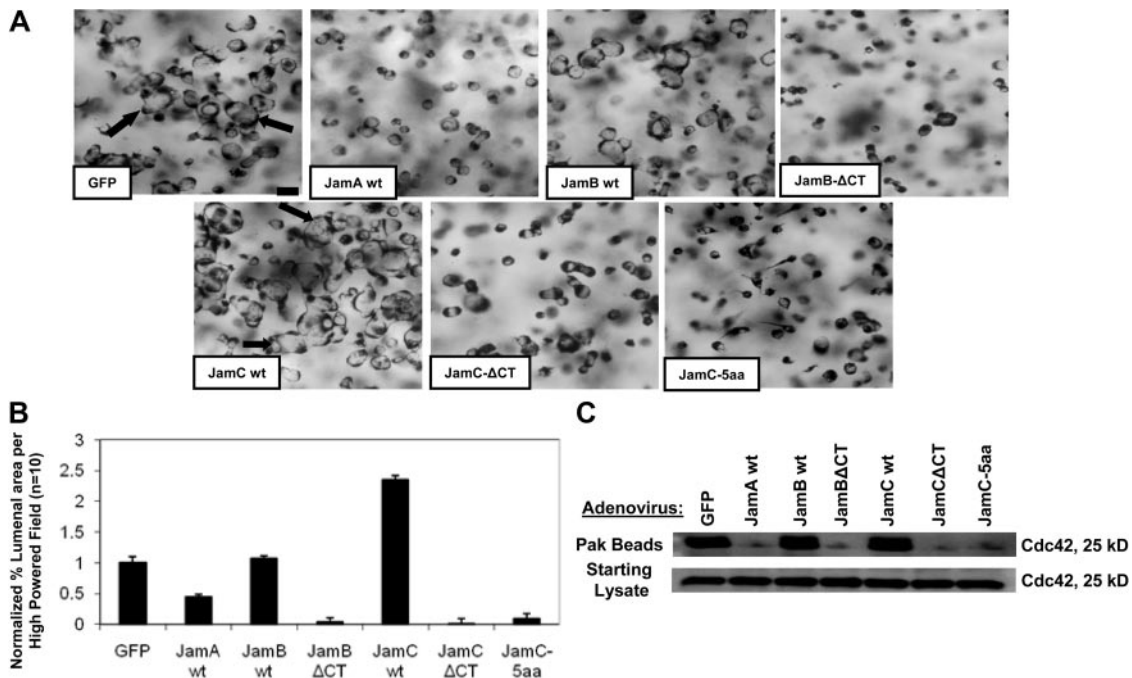 A
GFP
JamA wt
JamB wt
JamB-ΔCT
JamC wt
JamC-ΔCT
JamC-5aa
B
Normalized % Lumenal area per
High Powered Field (n=10)
3
2.5
2
1.5
1
0.5
0
GFP
JamA
wt
JamB
wt
JamB
ΔCT
JamC
wt
JamC
ΔCT
JamC-
5aa
C
Adenovirus:
GFP
JamA wt
JamB wt
JamBΔCT
JamC wt
JamCΔCT
JamC-5aa
Pak Beads
Cdc42, 25 kD
Starting
Lysate
Cdc42, 25 kD